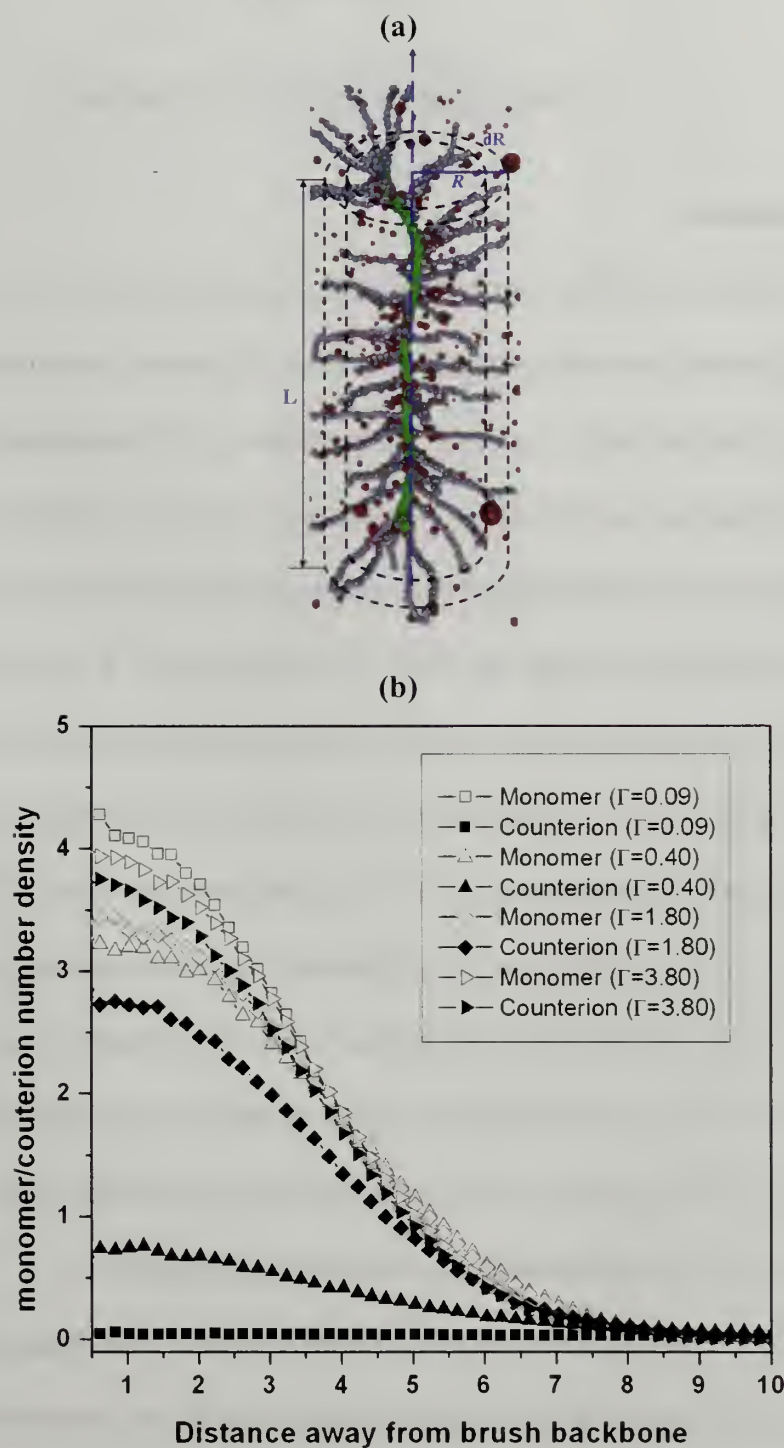 (a)
dR
R
L
(b)
5
4
3
2
1
0
monomer/couterion number density
Monomer (Γ=0.09)
Counterion (Γ=0.09)
Monomer (Γ=0.40)
Counterion (Γ=0.40)
Monomer (Γ=1.80)
Counterion (Γ=1.80)
Monomer (Γ=3.80)
Counterion (Γ=3.80)
1 2 3 4 5 6 7 8 9 10
Distance away from brush backbone